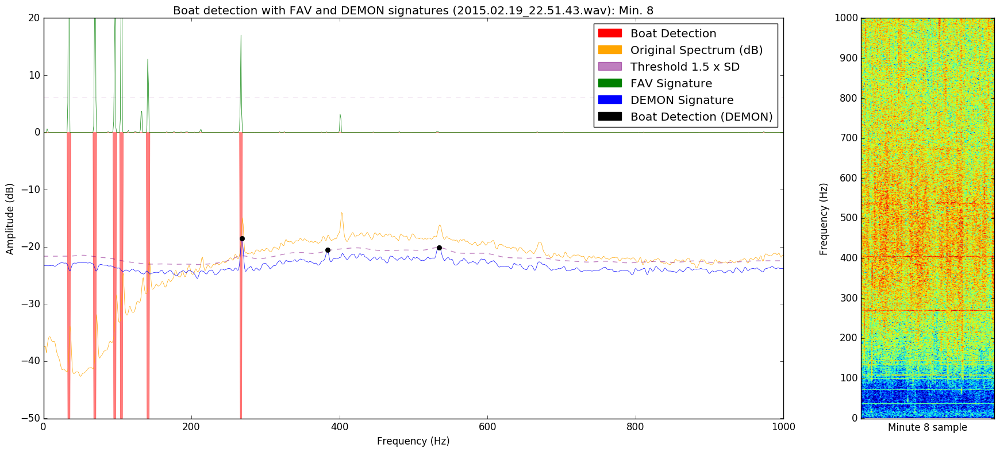 Boat detection with FAV and DEMON signatures (2015.02.19_22.51.43.wav): Min. 8
Boat Detection
Original Spectrum (dB)
Threshold 1.5 x SD
FAV Signature
DEMON Signature
Boat Detection (DEMON)
Amplitude (dB)
20
10
0
−10
−20
−30
−40
−50
0
200
400
600
800
1000
Frequency (Hz)
Frequency (Hz)
1000
900
800
700
600
500
400
300
200
100
0
Minute 8 sample